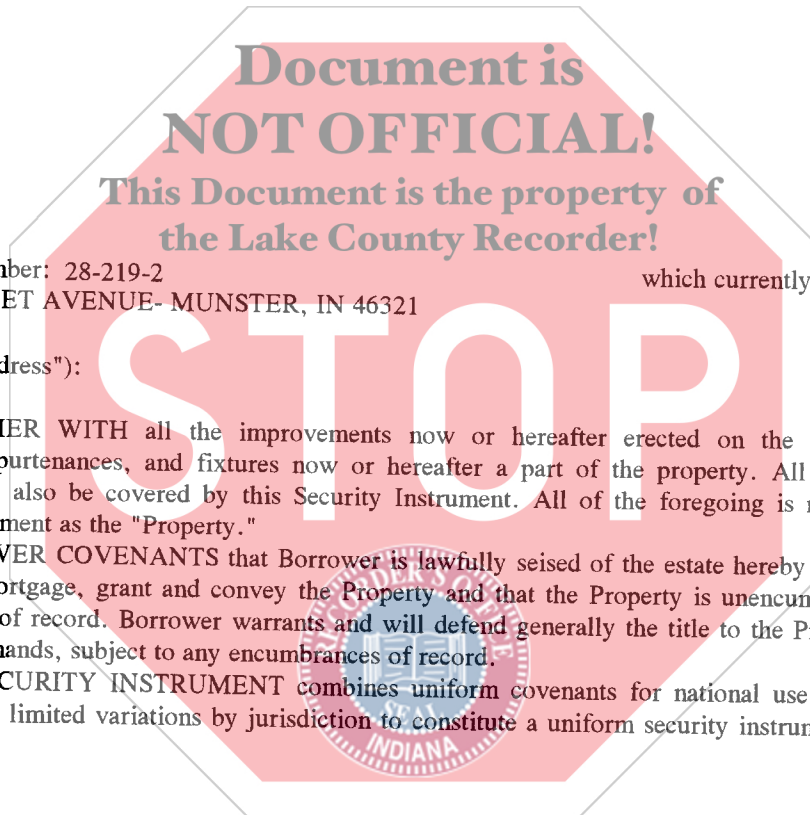 Document is
NOT OFFICIAL!
This Document is the property of
the Lake County Recorder!
nber: 28-219-2 which currently
ET AVENUE- MUNSTER, IN 46321
dress"):
STOP
IER WITH all the improvements now or hereafter erected on the
purtenances, and fixtures now or hereafter a part of the property. All
also be covered by this Security Instrument. All of the foregoing is
ment as the "Property."
VER COVENANTS that Borrower is lawfully seised of the estate hereby
ortgage, grant and convey the Property and that the Property is unencun
of record. Borrower warrants and will defend generally the title to the P
nands, subject to any encumbrances of record.
CURITY INSTRUMENT combines uniform covenants for national use
limited variations by jurisdiction to constitute a uniform security instrun
RECORDER'S OFFICE
SEAL
INDIANA